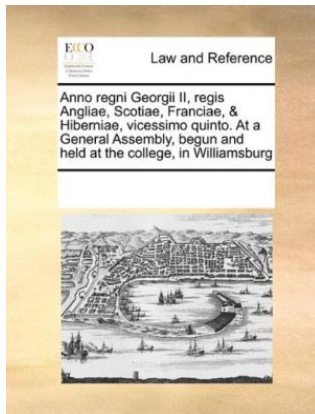 ECCO
Law and Reference
Anno regni Georgii II, regis
Angliae, Scotiae, Franciae, &
Hiberniae, vicessimo quinto. At a
General Assembly, begun and
held at the college, in Williamsburg